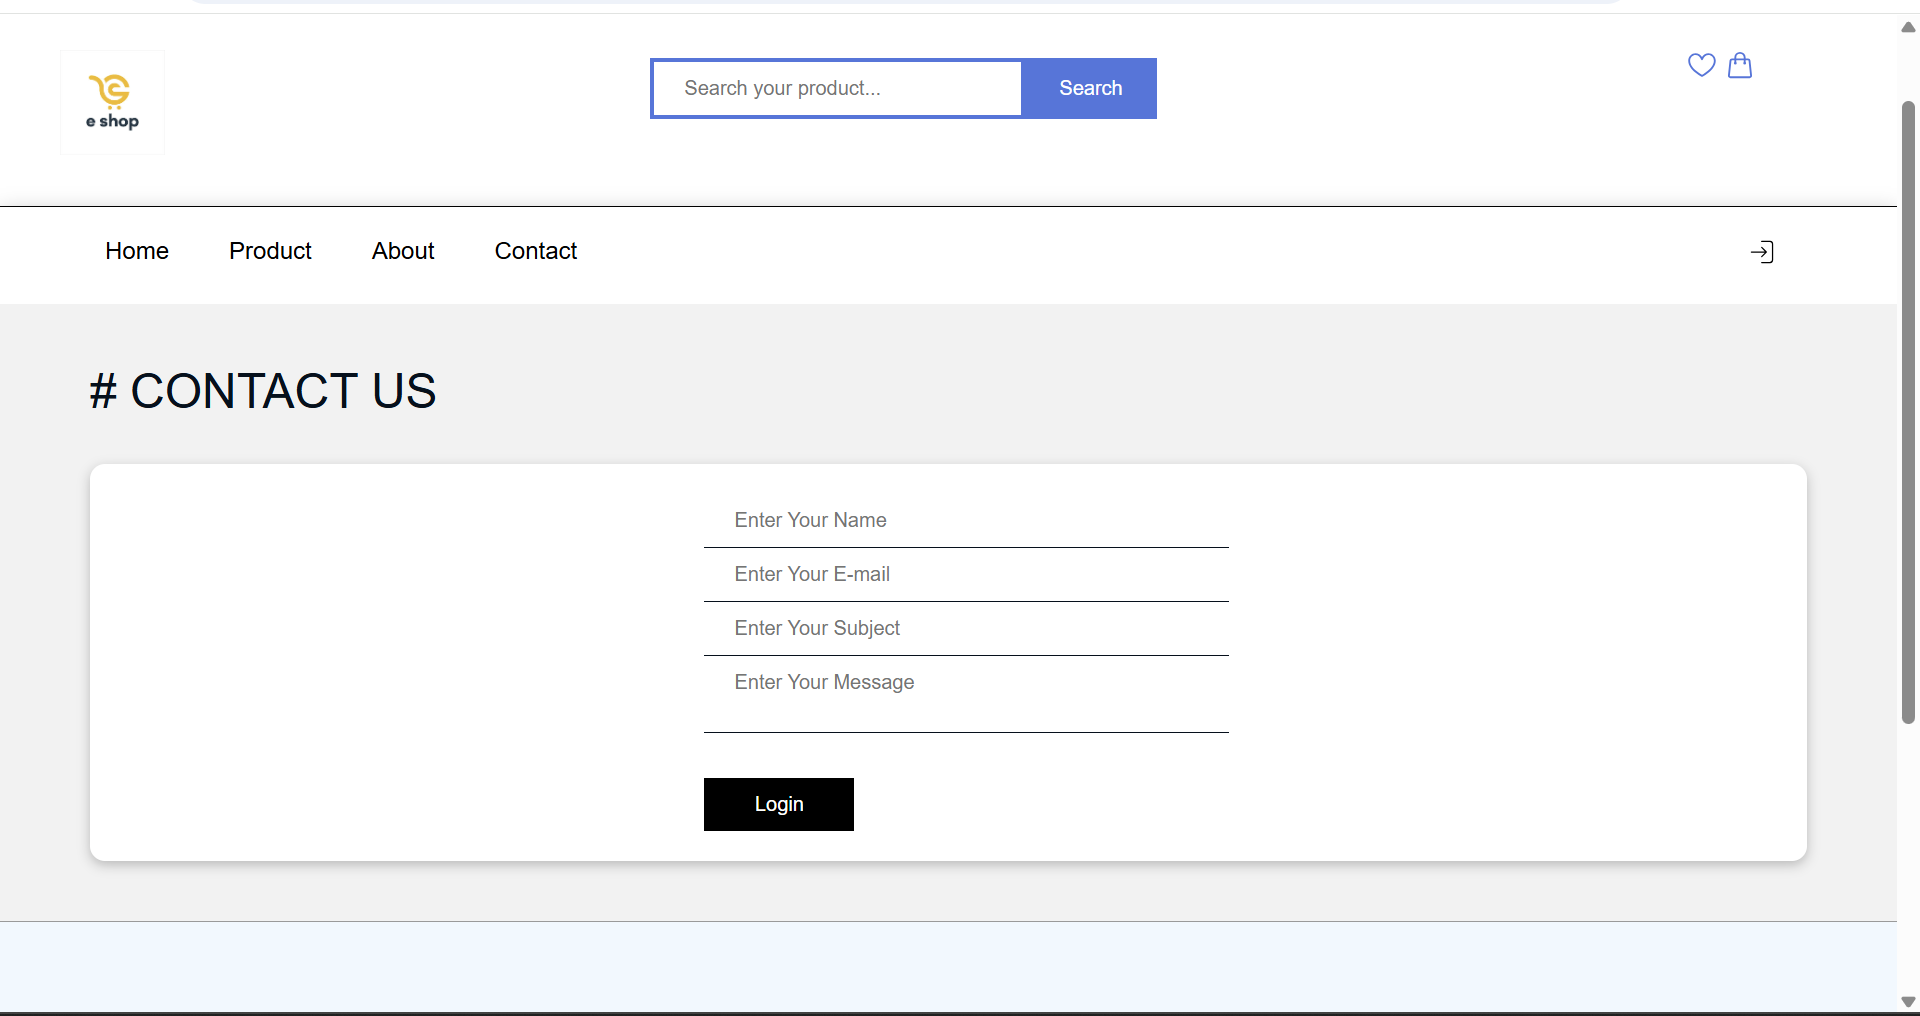 e shop
Search your product...
Search
Home
Product
About
Contact
# CONTACT US
Enter Your Name
Enter Your E-mail
Enter Your Subject
Enter Your Message
Login